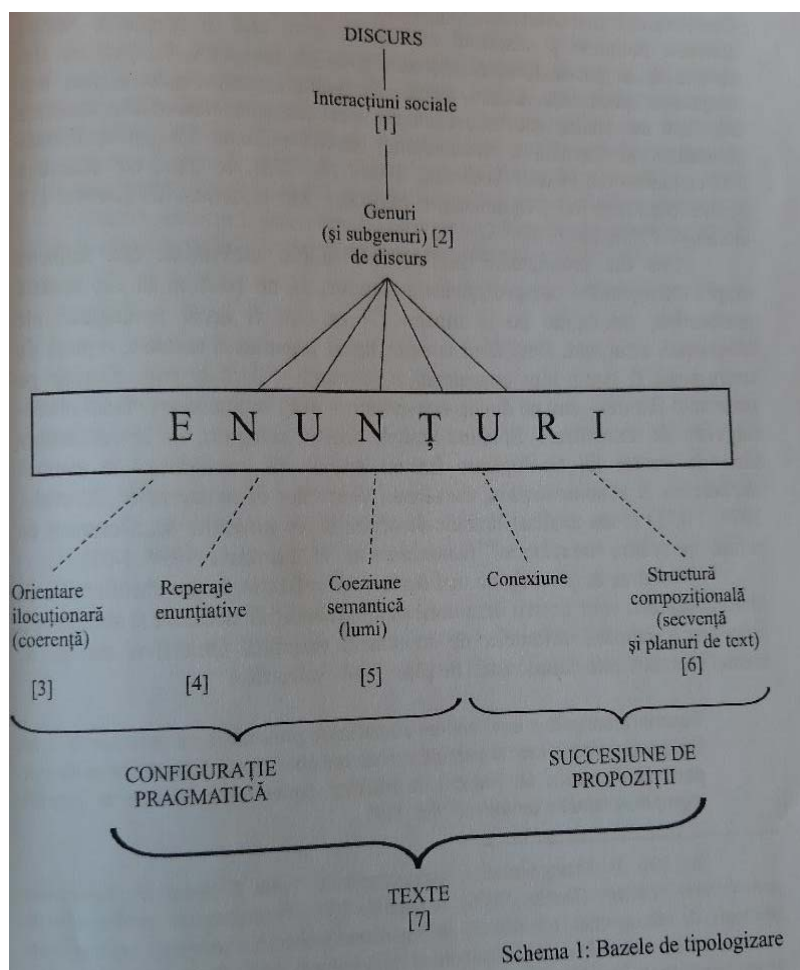 DISCURS
Interacțiuni sociale
[1]
Genuri
(și subgenuri) [2]
de discurs
ENUNȚURI
Orientare
ilocuționară
(coerență)
[3]
Reperaje
enunțiative
[4]
Coeziune
semantică
(lumi)
[5]
Conexiune
Structură
compozițională
(secvență
și planuri de text)
[6]
CONFIGURAȚIE
PRAGMATICĂ
SUCCESIUNE DE
PROPOZIȚII
TEXTE
[7]
Schema 1: Bazele de tipologizare